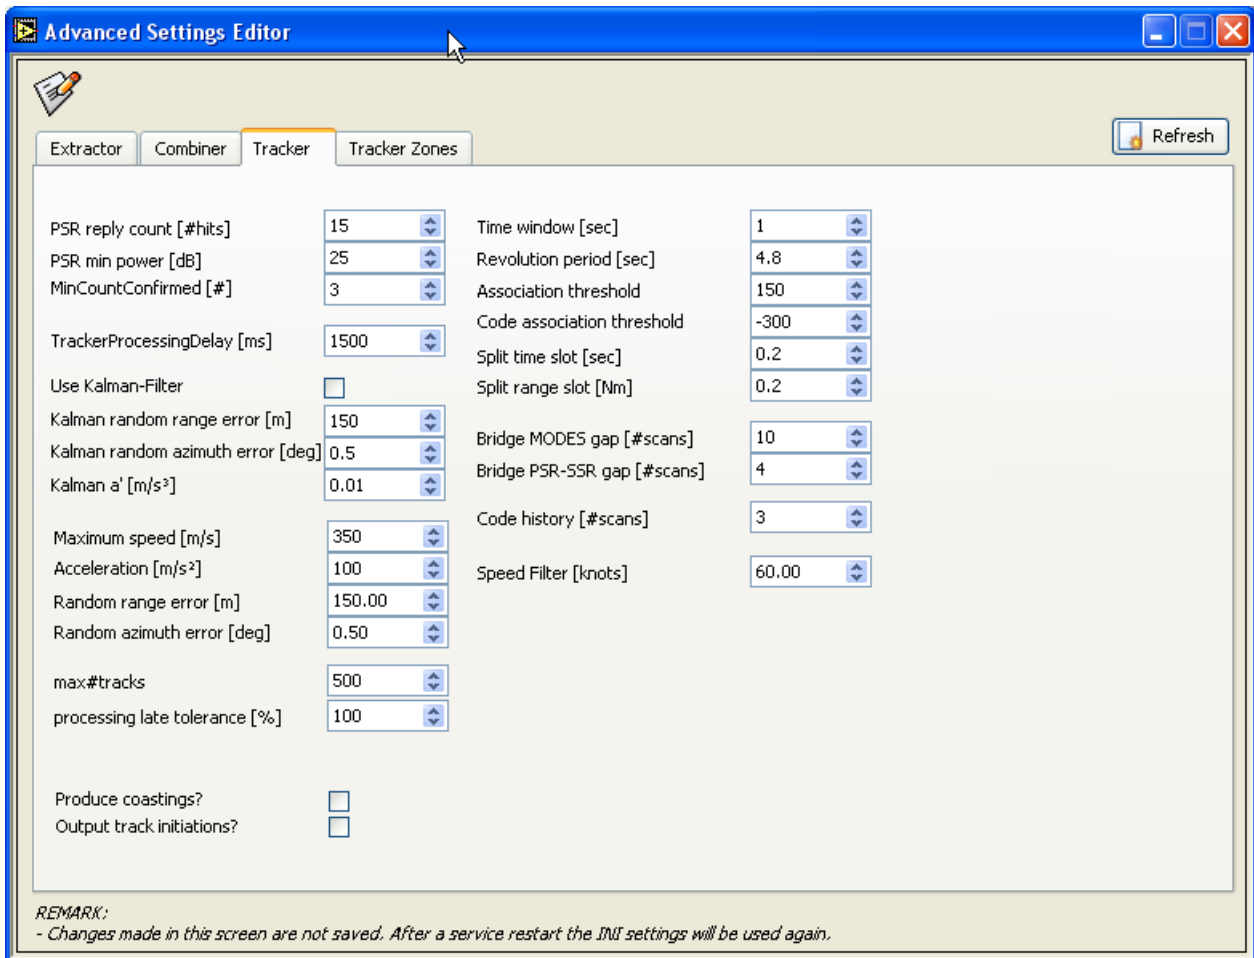 Advanced Settings Editor
Refresh
Extractor Combiner Tracker Tracker Zones
PSR reply count [#hits] 15
PSR min power [dB] 25
MinCountConfirmed [#] 3
TrackerProcessingDelay [ms] 1500
Use Kalman-Filter
Kalman random range error [m] 150
Kalman random azimuth error [deg] 0.5
Kalman a' [m/s³] 0.01
Maximum speed [m/s] 350
Acceleration [m/s²] 100
Random range error [m] 150.00
Random azimuth error [deg] 0.50
max#tracks 500
processing late tolerance [%] 100
Produce coastings?
Output track initiations?
Time window [sec] 1
Revolution period [sec] 4.8
Association threshold 150
Code association threshold -300
Split time slot [sec] 0.2
Split range slot [Nm] 0.2
Bridge MODES gap [#scans] 10
Bridge PSR-SSR gap [#scans] 4
Code history [#scans] 3
Speed Filter [knots] 60.00
REMARK:
- Changes made in this screen are not saved. After a service restart the INI settings will be used again.